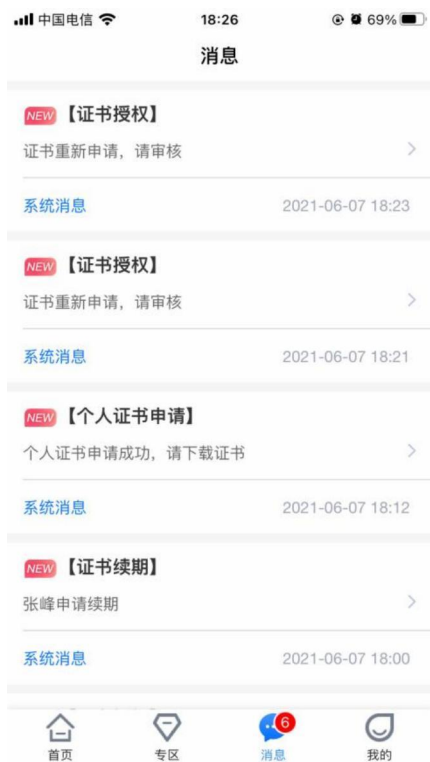 中国电信 18:26 69%
消息
NEW 【证书授权】
证书重新申请，请审核
系统消息 2021-06-07 18:23
NEW 【证书授权】
证书重新申请，请审核
系统消息 2021-06-07 18:21
NEW 【个人证书申请】
个人证书申请成功，请下载证书
系统消息 2021-06-07 18:12
NEW 【证书续期】
张峰申请续期
系统消息 2021-06-07 18:00
6
首页 专区 消息 我的